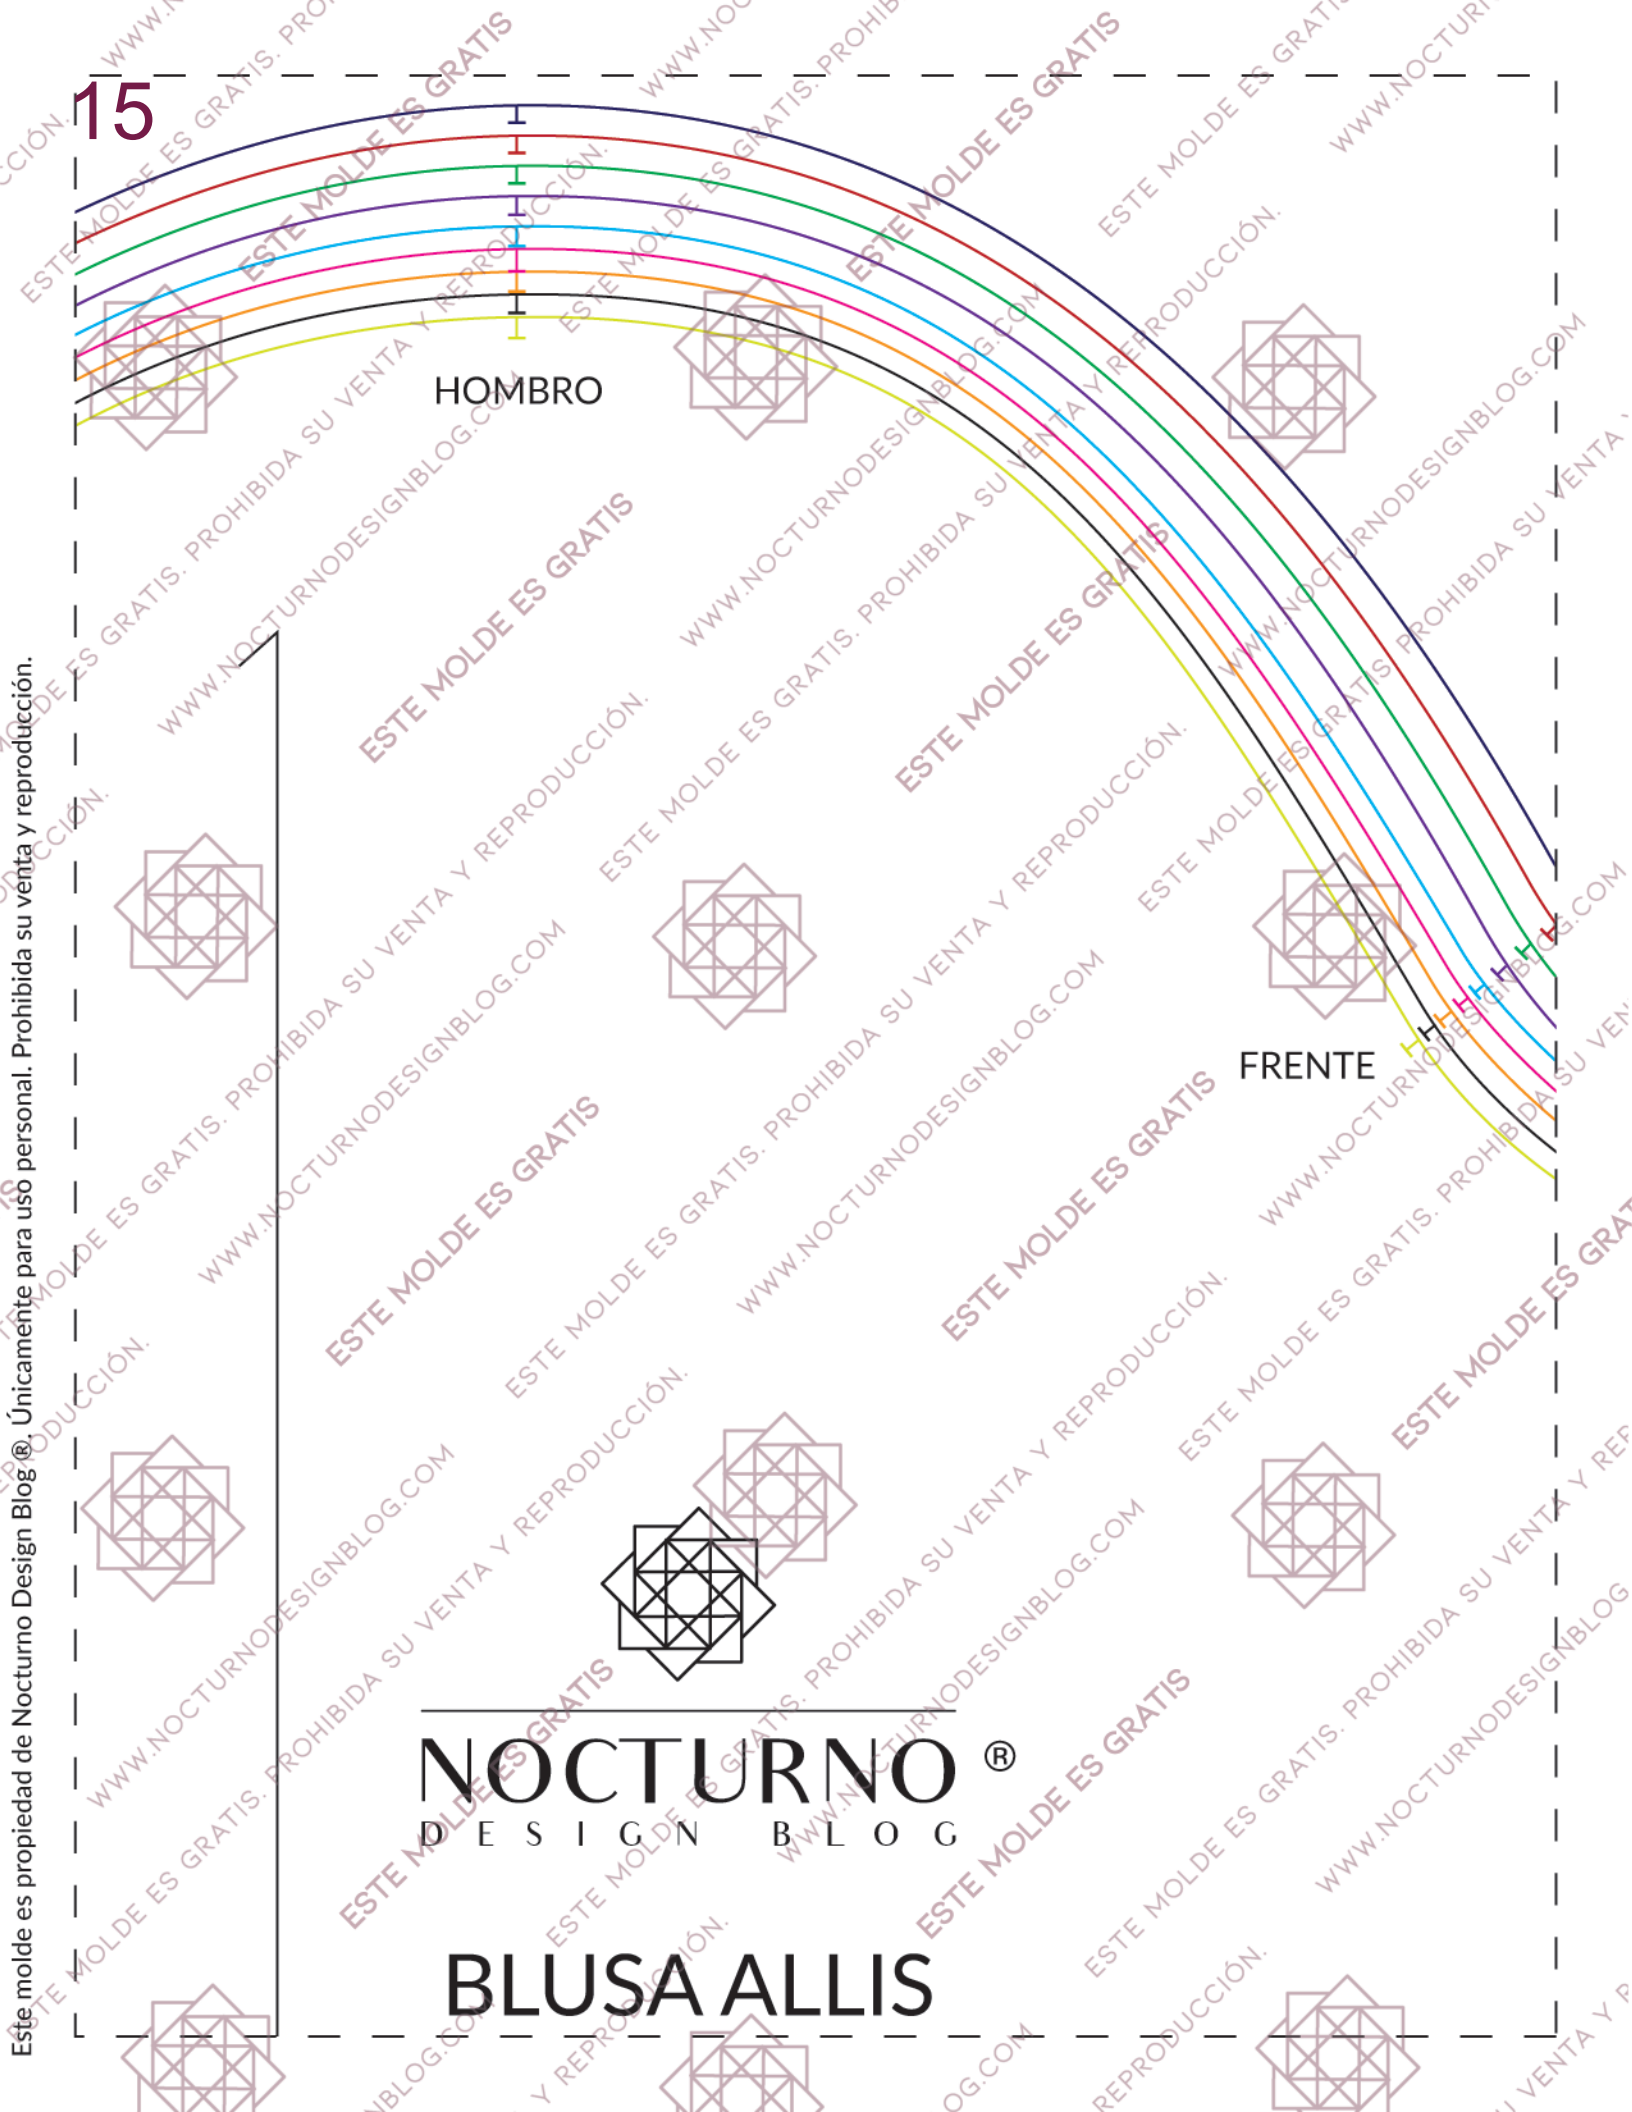 15
HOMBRO
FRENTE
NOCTURNO ®
DESIGN BLOG
BLUSA ALLIS
Este molde es propiedad de Nocturno Design Blog ®. Únicamente para uso personal. Prohibida su venta y reproducción.
ESTE MOLDE ES GRATIS
ESTE MOLDE ES GRATIS. PROHIBIDA SU VENTA Y REPRODUCCIÓN.
WWW.NOCTURNODESIGNBLOG.COM